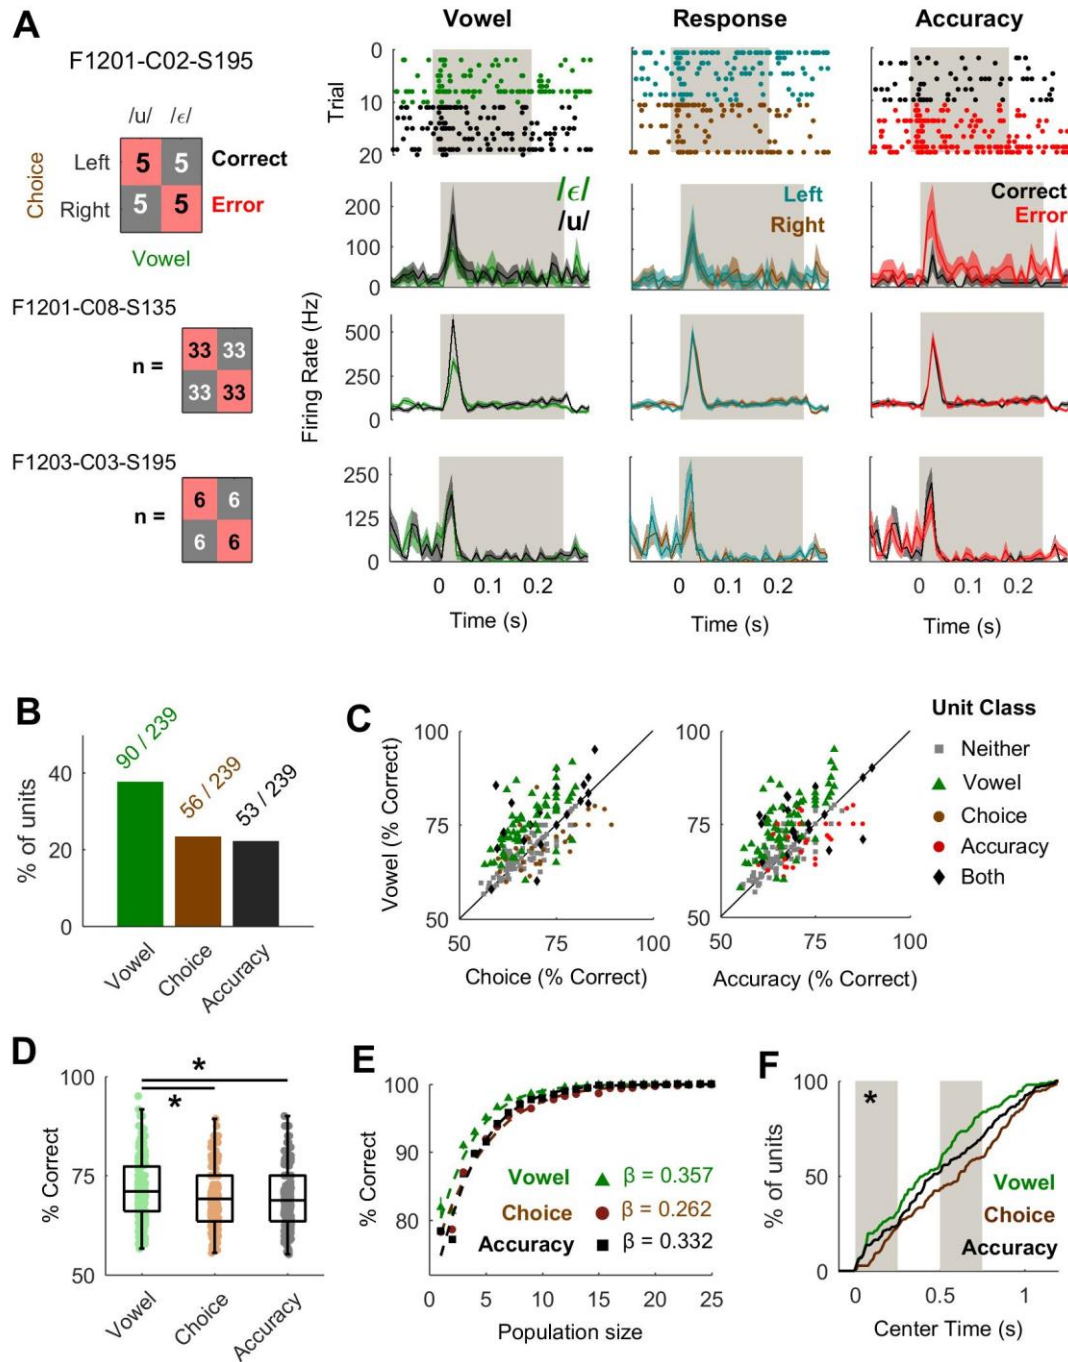 A
Vowel
Response
Accuracy
F1201-C02-S195
/u/ /ϵ/
Choice
Left 5 5 Correct
Right 5 5 Error
Vowel
Trial
0
10
20
/ϵ/
/u/
Left
Right
Correct
Error
200
100
0
F1201-C08-S135
n =
33 33
33 33
Firing Rate (Hz)
500
250
0
F1203-C03-S195
n =
6 6
6 6
250
125
0
0 0.1 0.2
0 0.1 0.2
0 0.1 0.2
Time (s)
Time (s)
Time (s)
B
90 / 239
56 / 239
53 / 239
% of units
40
20
0
Vowel
Choice
Accuracy
C
Vowel (% Correct)
100
75
50
50 75 100
Choice (% Correct)
100
75
50
50 75 100
Accuracy (% Correct)
Unit Class
Neither
Vowel
Choice
Accuracy
Both
D
% Correct
100
75
50
*
*
Vowel
Choice
Accuracy
E
% Correct
100
90
80
Vowel β = 0.357
Choice β = 0.262
Accuracy β = 0.332
0 5 10 15 20 25
Population size
F
% of units
100
50
0
*
Vowel
Choice
Accuracy
0 0.5 1
Center Time (s)